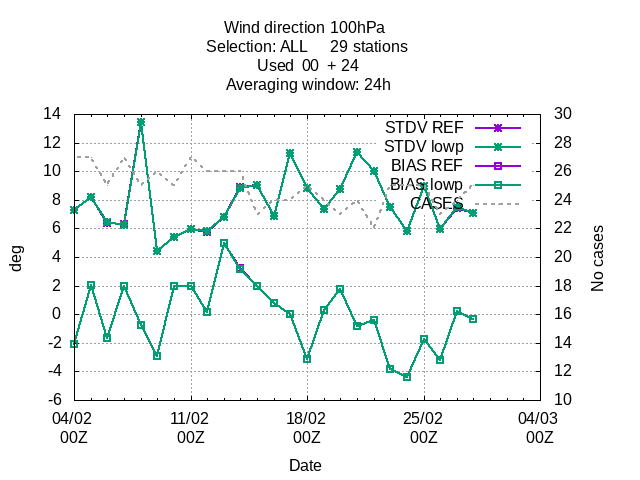 Wind direction 100hPa
Selection: ALL 29 stations
Used 00 + 24
Averaging window: 24h
14 30
STDV REF
12 28
STDV lowp
10 26
BIAS REF
BIAS lowp
8 24
CASES
6 22
4 20
2 18
0 16
-2 14
-4 12
-6 10
deg
No cases
04/02 11/02 18/02 25/02 04/03
00Z 00Z 00Z 00Z 00Z
Date